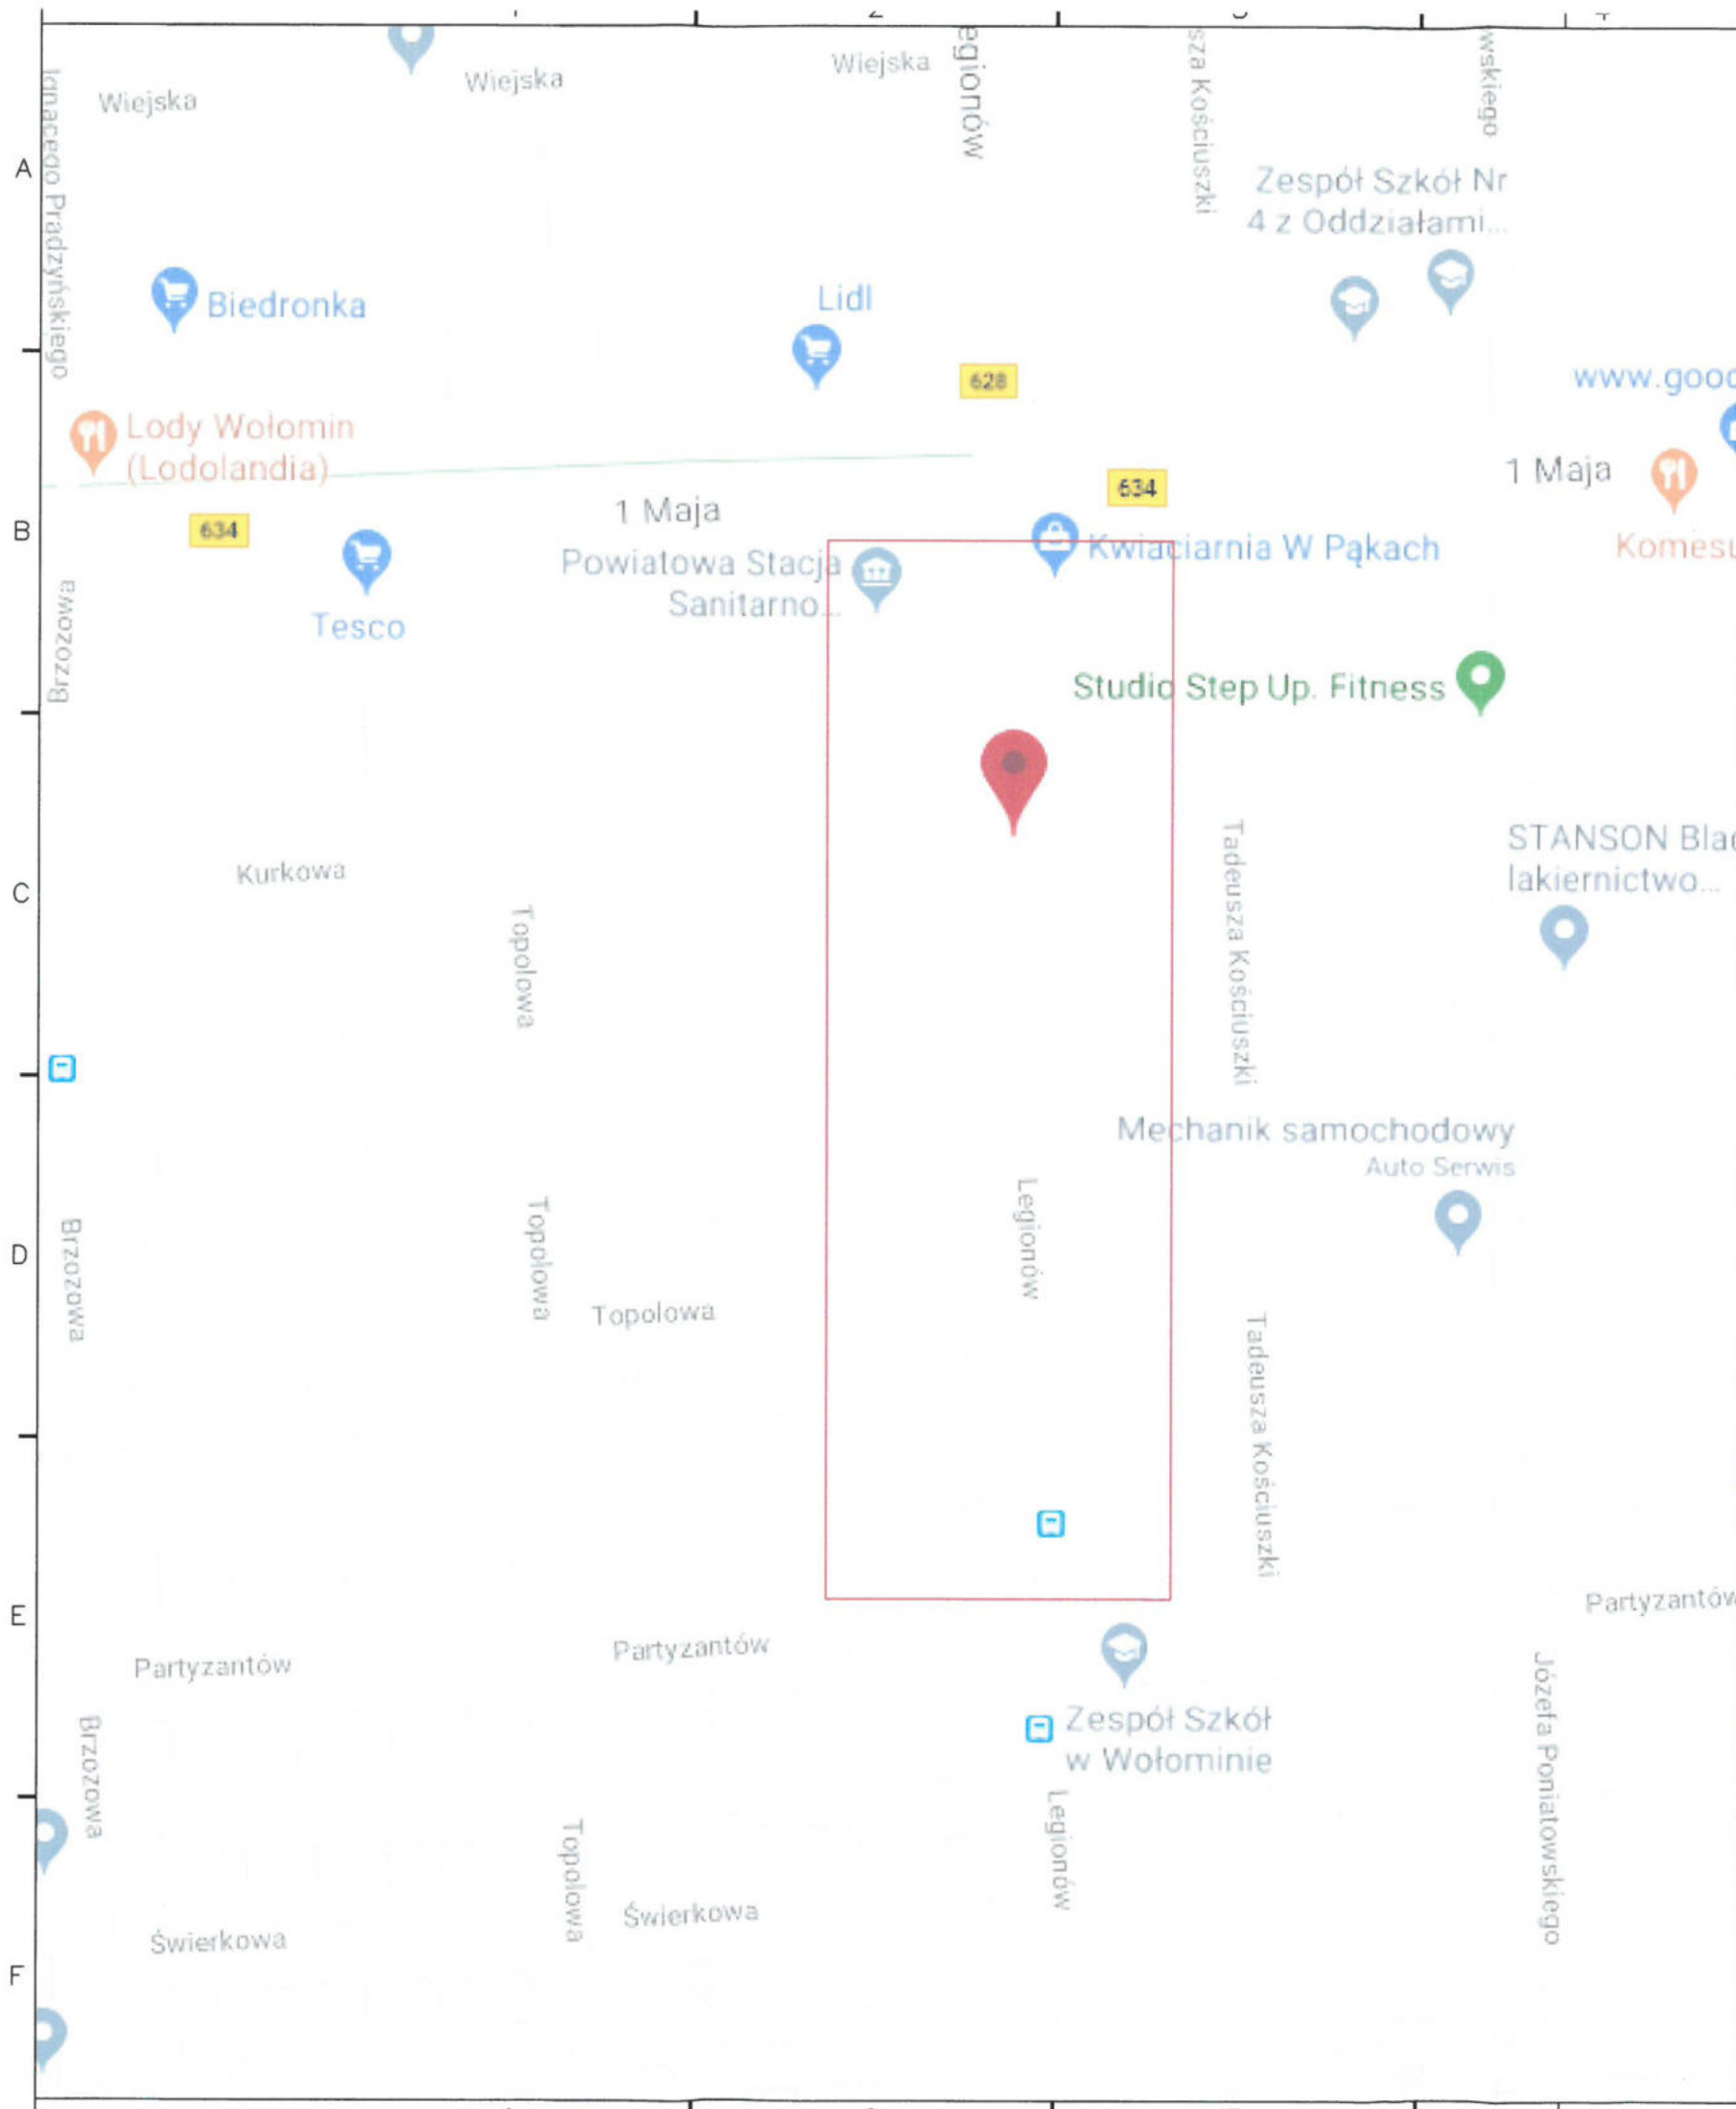 2
Wiejska
Wiejska
Wiejska
egionów
sza Kościuszki
wskiego
Ignacego Prądzyńskiego
A
Zespół Szkół Nr
4 z Oddziałami...
Biedronka
Lidl
628
www.good
Lody Wołomin
(Lodolandia)
1 Maja
634
1 Maja
B
634
Kwiaciarnia W Pąkach
Komesu
Powiatowa Stacja
Sanitarno...
Tesco
Brzozowa
Studio Step Up. Fitness
STANSON Blac
lakiernictwo...
Kurkowa
C
Topolowa
Tadeusza Kościuszki
Mechanik samochodowy
Auto Serwis
Legionów
D
Brzozowa
Topolowa
Topolowa
Tadeusza Kościuszki
E
Partyzantów
Partyzantów
Partyzantów
Zespół Szkół
w Wołominie
Józefa Poniatowskiego
Brzozowa
Legionów
Topolowa
Świerkowa
Świerkowa
F